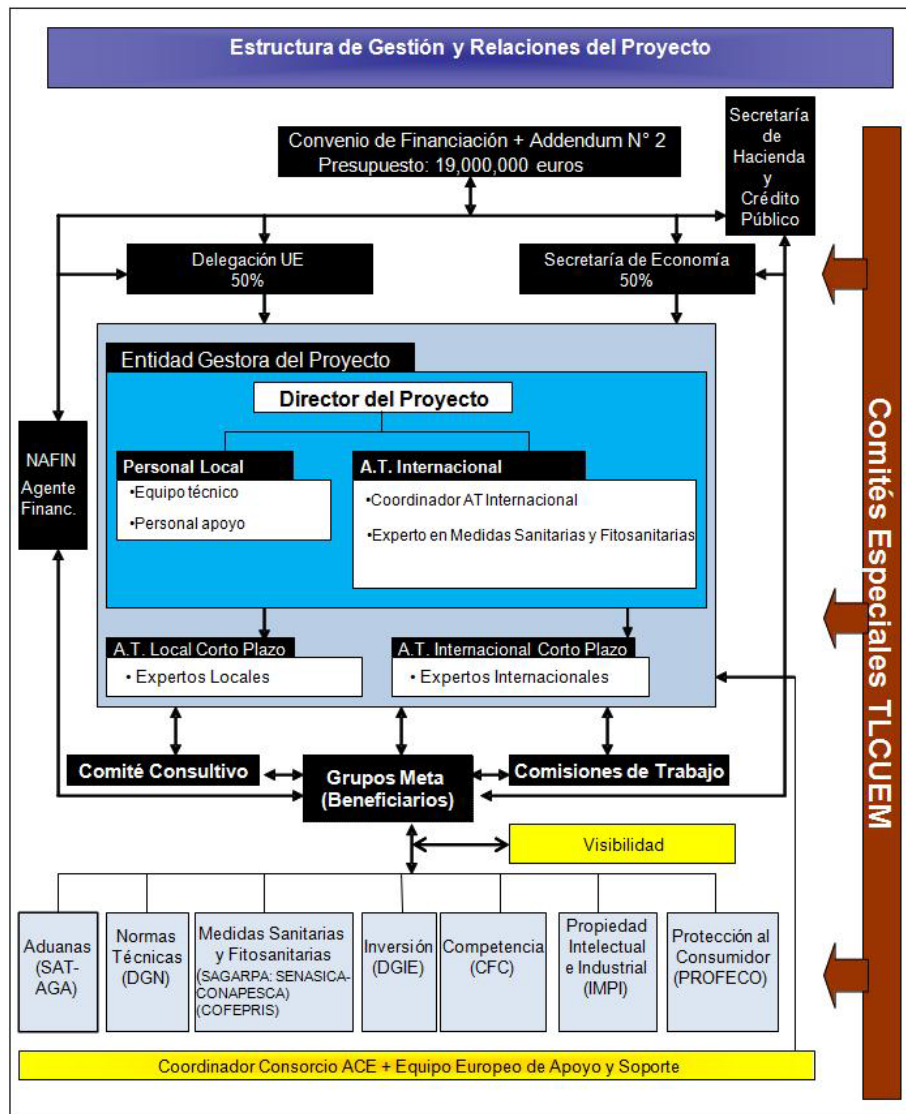 Estructura de Gestión y Relaciones del Proyecto
Convenio de Financiación + Addendum N° 2
Presupuesto: 19,000,000 euros
Secretaría
de
Hacienda
y
Crédito
Público
Delegación UE
50%
Secretaría de Economía
50%
Entidad Gestora del Proyecto
Director del Proyecto
Personal Local
•Equipo técnico
•Personal apoyo
A.T. Internacional
•Coordinador AT Internacional
•Experto en Medidas Sanitarias y Fitosanitarias
NAFIN
Agente
Financ.
A.T. Local Corto Plazo
• Expertos Locales
A.T. Internacional Corto Plazo
• Expertos Internacionales
Comité Consultivo
Grupos Meta
(Beneficiarios)
Comisiones de Trabajo
Visibilidad
Aduanas
(SAT-
AGA)
Normas
Técnicas
(DGN)
Medidas Sanitarias
y Fitosanitarias
(SAGARPA: SENASICA-
CONAPESCA)
(COFEPRIS)
Inversión
(DGIE)
Competencia
(CFC)
Propiedad
Intelectual
e Industrial
(IMPI)
Protección al
Consumidor
(PROFECO)
Coordinador Consorcio ACE + Equipo Europeo de Apoyo y Soporte
Comités Especiales TLCUEM